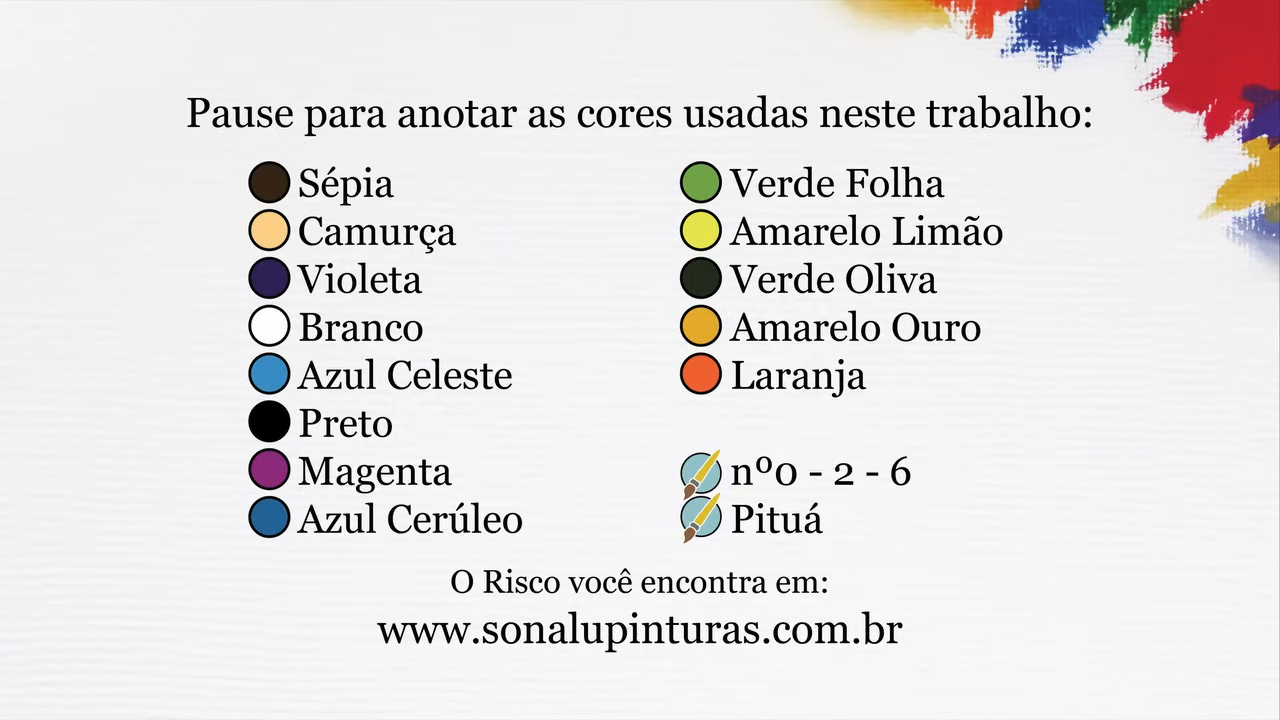 Pause para anotar as cores usadas neste trabalho:
Sépia
Camurça
Violeta
Branco
Azul Celeste
Preto
Magenta
Azul Cerúleo
Verde Folha
Amarelo Limão
Verde Oliva
Amarelo Ouro
Laranja
nº0 - 2 - 6
Pituá
O Risco você encontra em:
www.sonalupinturas.com.br